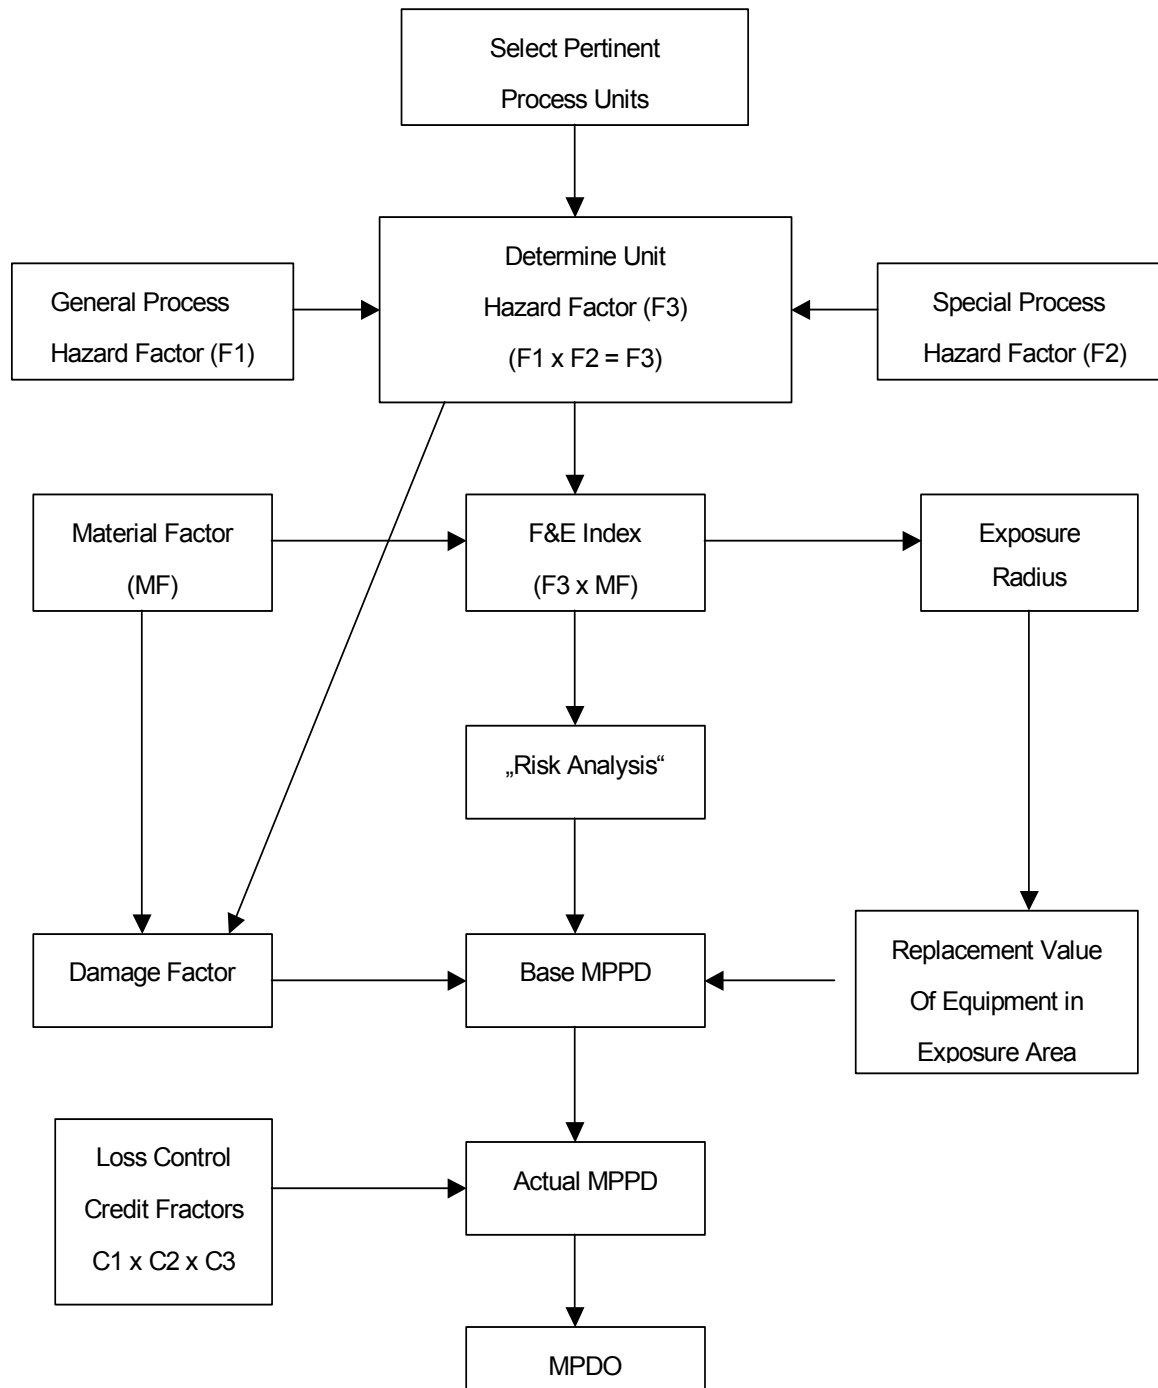 Select Pertinent
Process Units
Determine Unit
Hazard Factor (F3)
(F1 x F2 = F3)
General Process
Hazard Factor (F1)
Special Process
Hazard Factor (F2)
Material Factor
(MF)
F&E Index
(F3 x MF)
Exposure
Radius
„Risk Analysis“
Damage Factor
Base MPPD
Replacement Value
Of Equipment in
Exposure Area
Loss Control
Credit Fractors
C1 x C2 x C3
Actual MPPD
MPDO